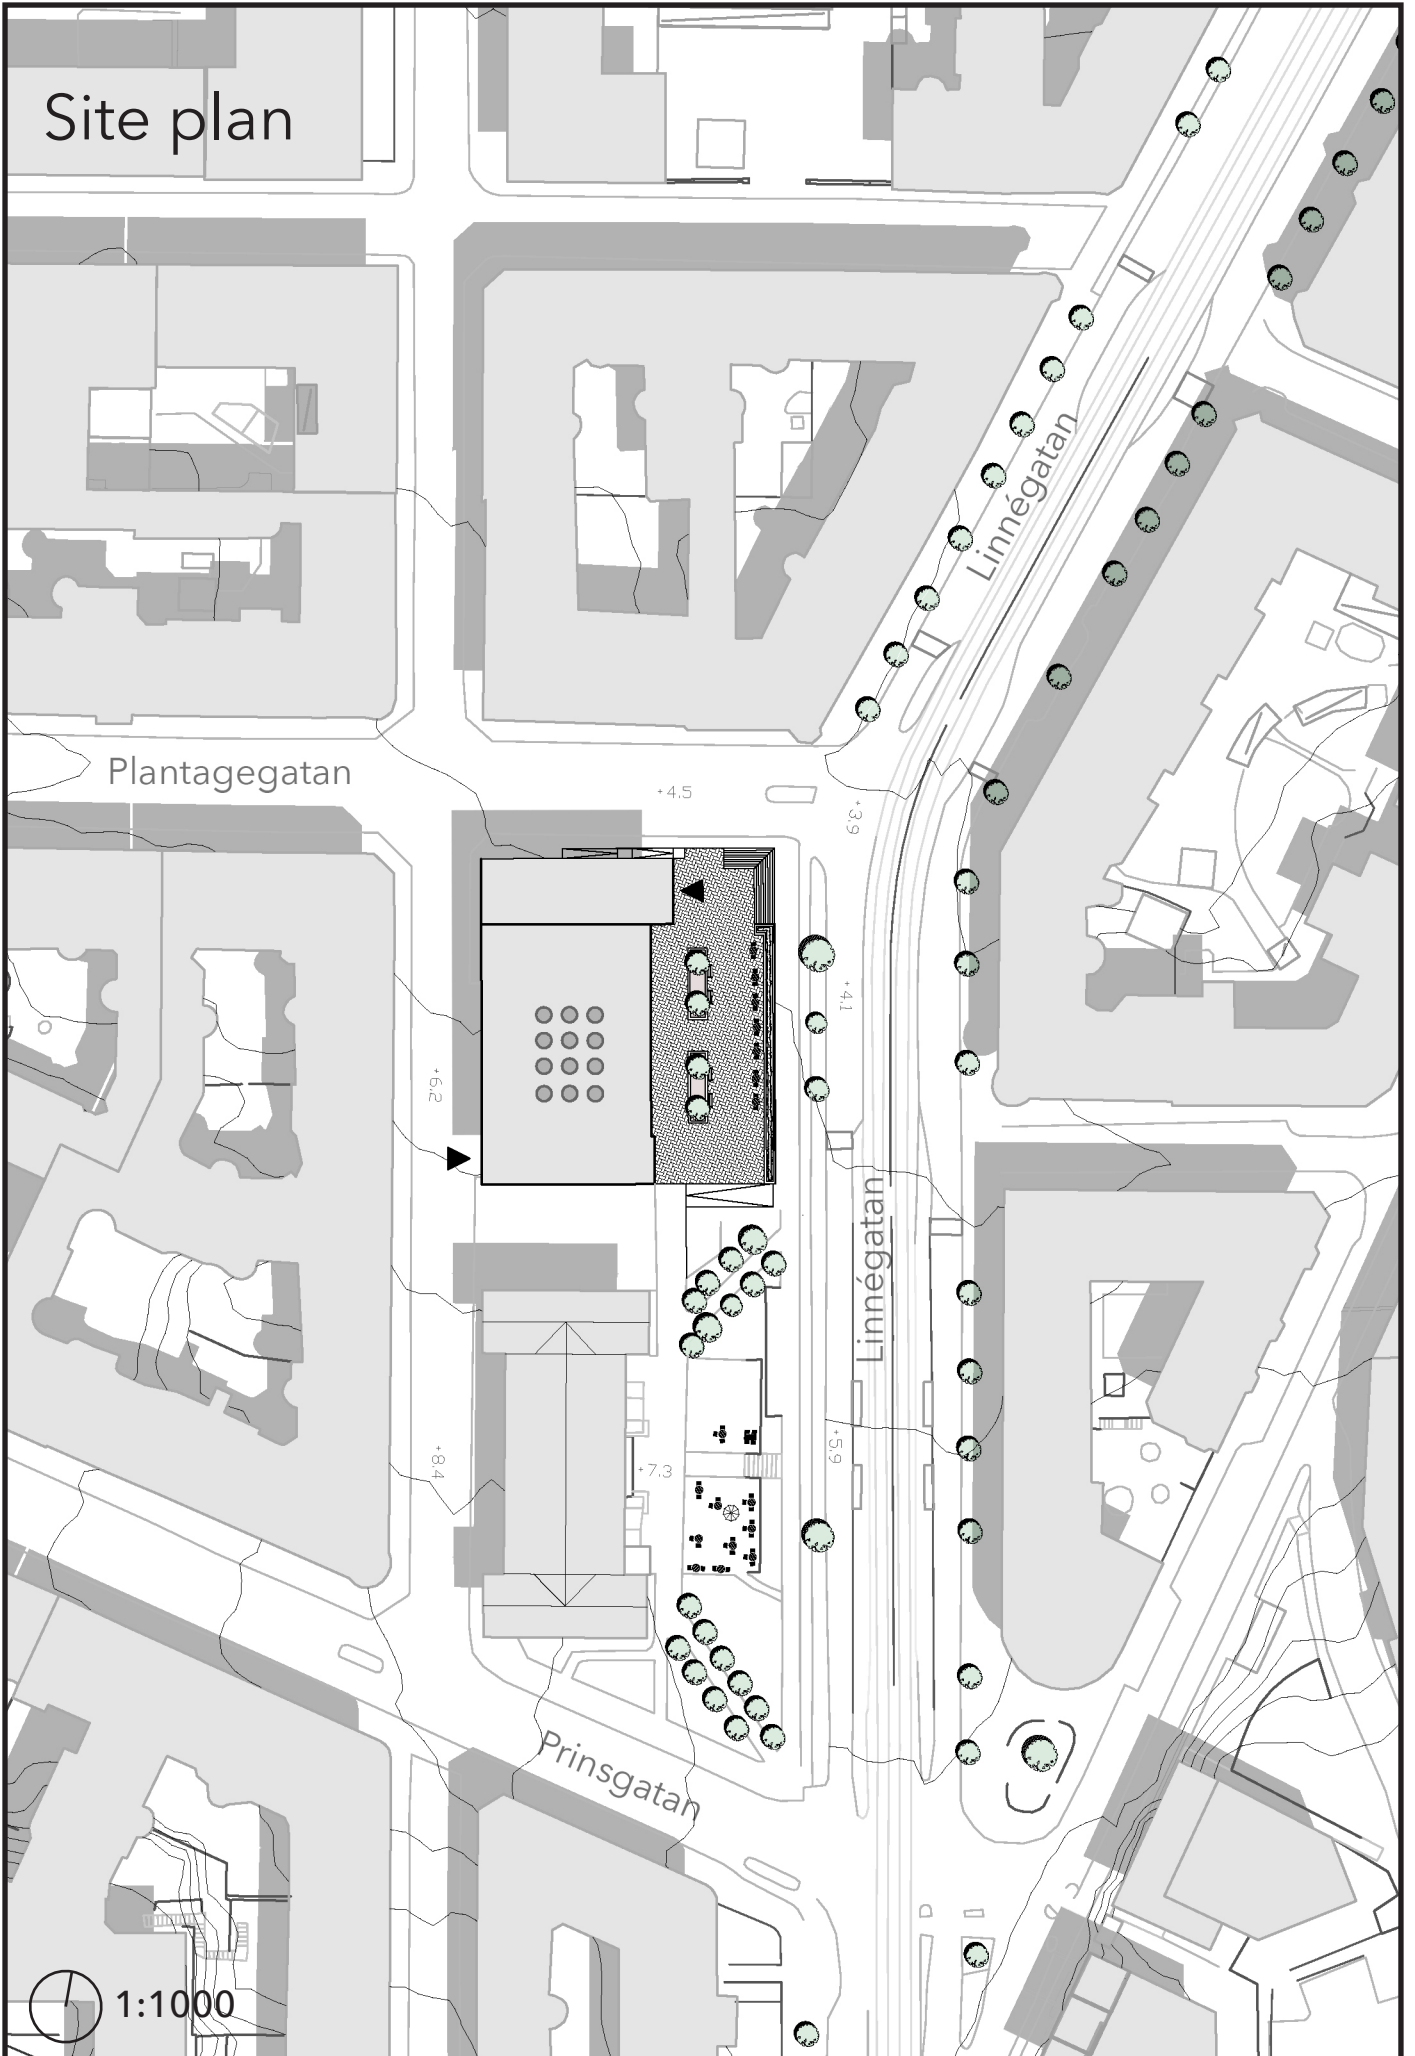 Site plan
Linnégatan
Plantagegatan
+4.5
+3.9
+4.1
+6.2
Linnégatan
+5.9
+8.4
+7.3
Prinsgatan
1:1000